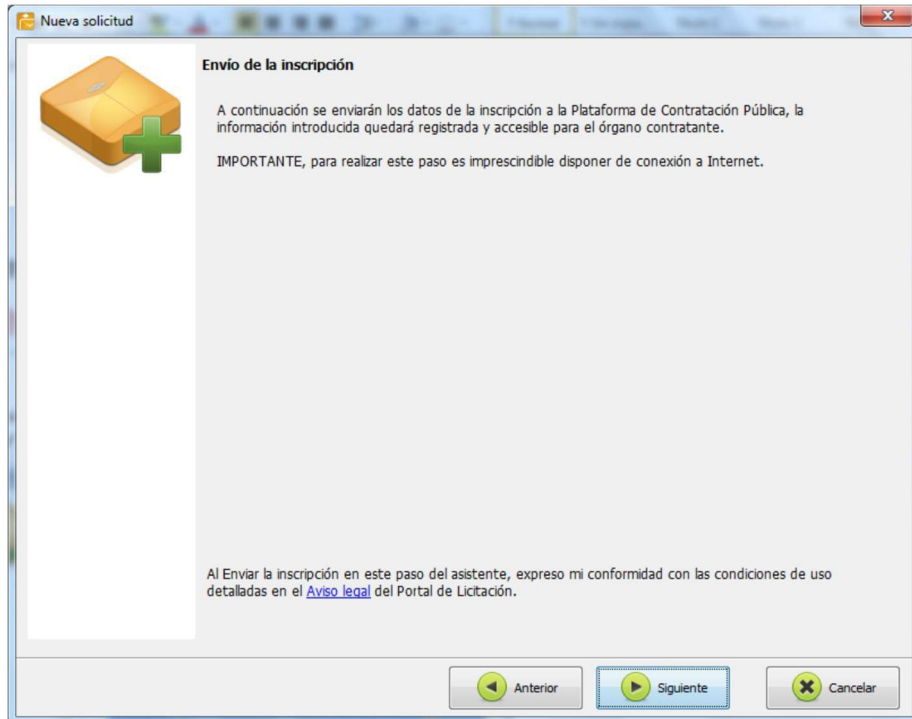 Nueva solicitud
Envío de la inscripción
A continuación se enviarán los datos de la inscripción a la Plataforma de Contratación Pública, la
información introducida quedará registrada y accesible para el órgano contratante.
IMPORTANTE, para realizar este paso es imprescindible disponer de conexión a Internet.
Al Enviar la inscripción en este paso del asistente, expreso mi conformidad con las condiciones de uso
detalladas en el Aviso legal del Portal de Licitación.
Anterior Siguiente Cancelar